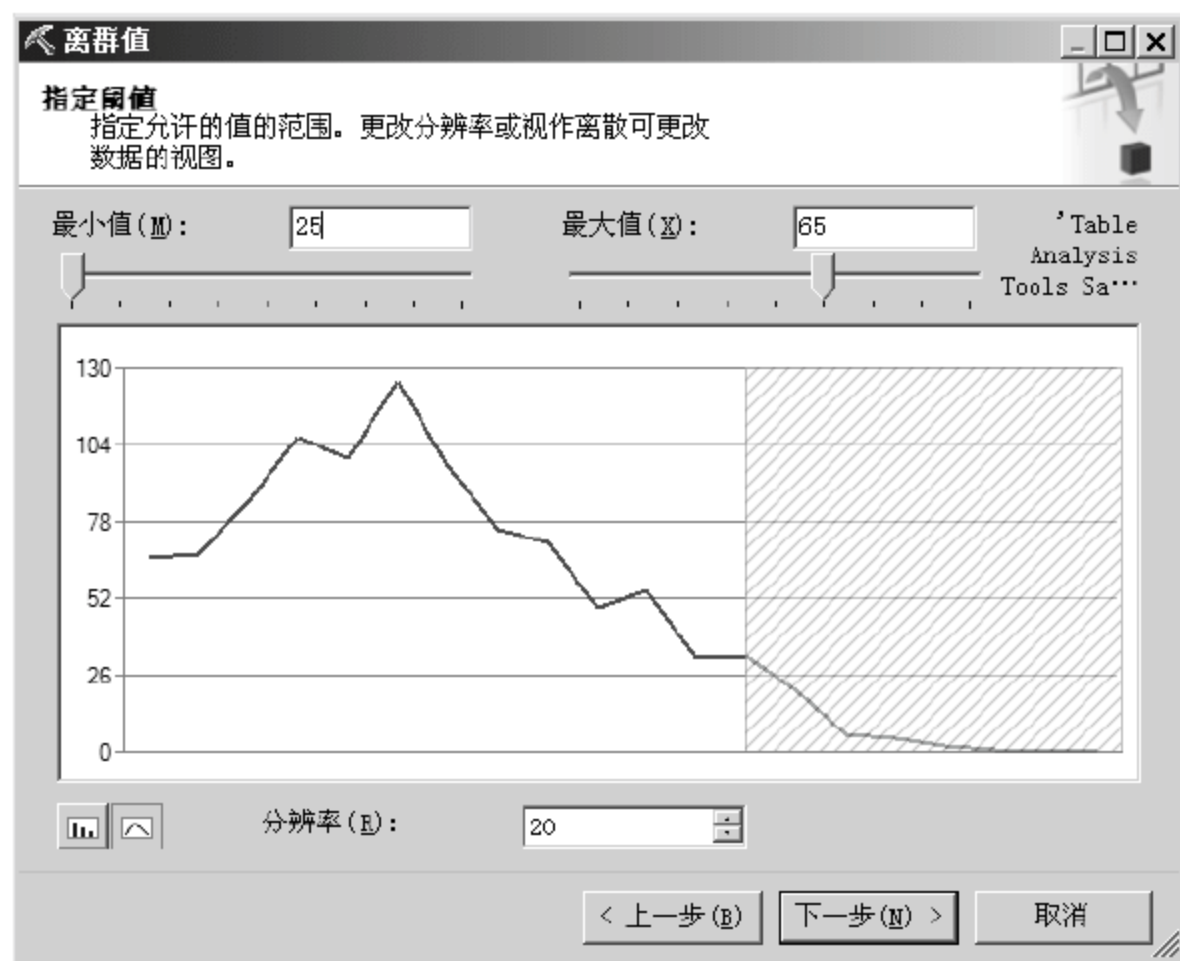 离群值
指定阈值
指定允许的值的范围。更改分辨率或视作离散可更改
数据的视图。
最小值(M): 25 最大值(X): 65
'Table
Analysis
Tools Sa…
130
104
78
52
26
0
分辨率(R): 20
< 上一步(B) 下一步(N) > 取消